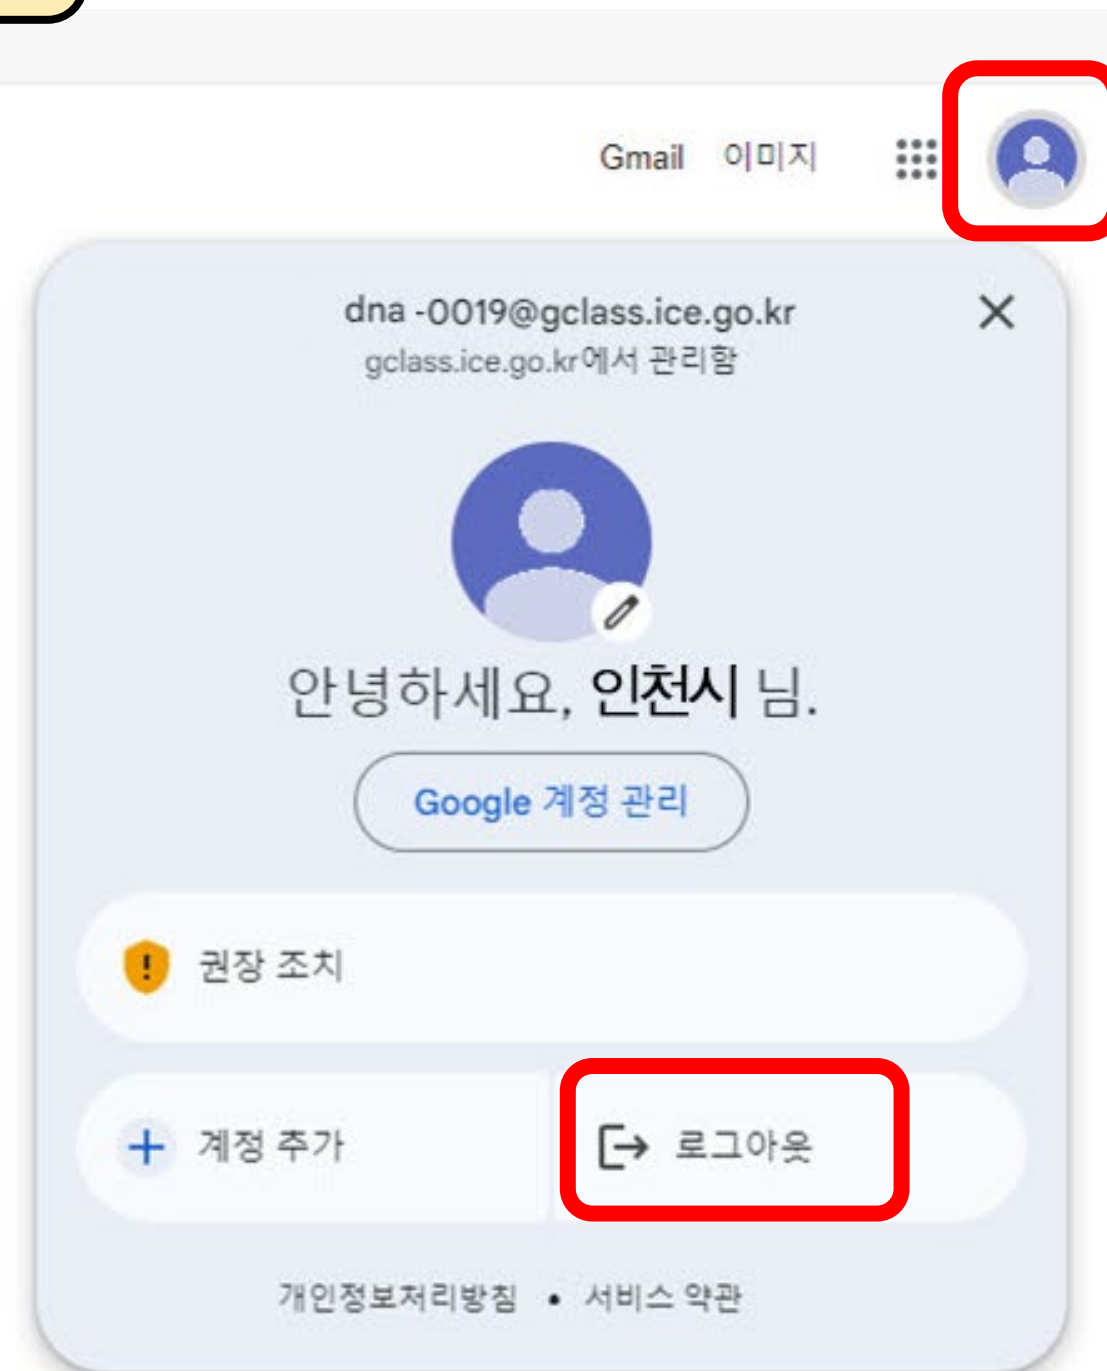 Gmail 이미지
dna -0019@gclass.ice.go.kr
gclass.ice.go.kr에서 관리함
안녕하세요, 인천시 님.
Google 계정 관리
권장 조치
계정 추가
로그아웃
개인정보처리방침 • 서비스 약관